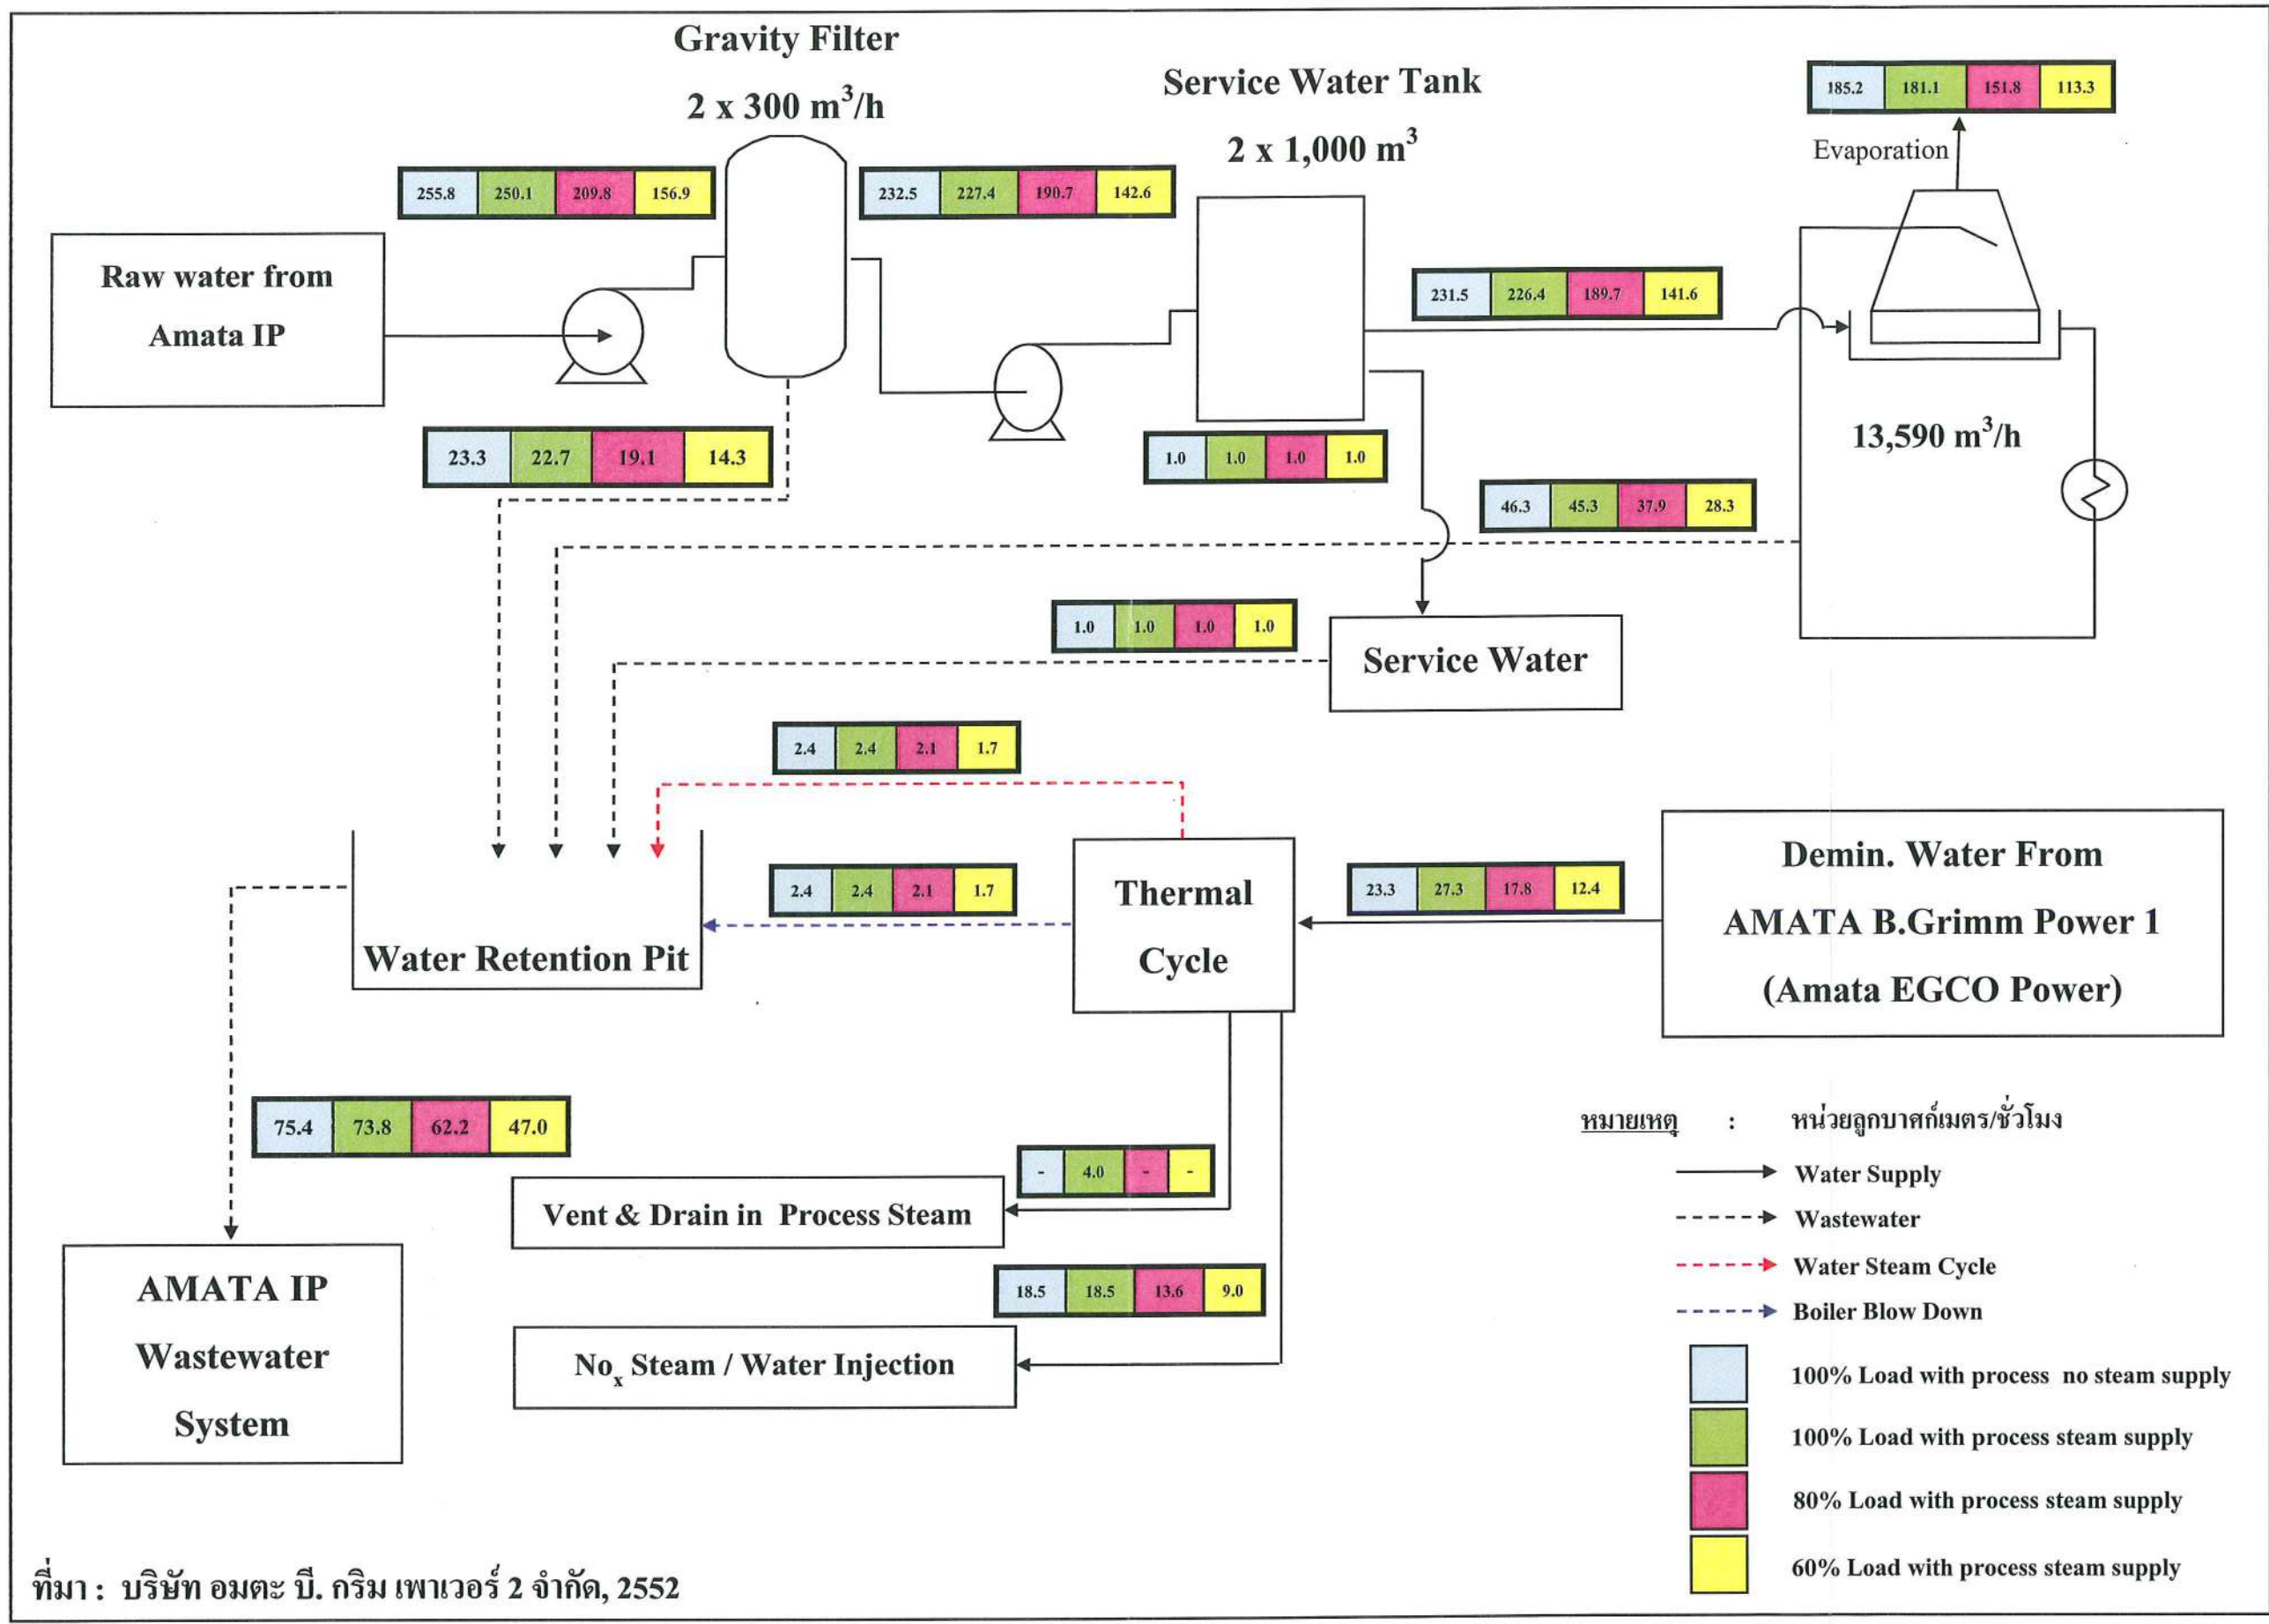 Gravity Filter
2 x 300 m³/h
Service Water Tank
2 x 1,000 m³
185.2 181.1 151.8 113.3
Evaporation
255.8 250.1 209.8 156.9
232.5 227.4 190.7 142.6
Raw water from
Amata IP
231.5 226.4 189.7 141.6
13,590 m³/h
23.3 22.7 19.1 14.3
1.0 1.0 1.0 1.0
46.3 45.3 37.9 28.3
1.0 1.0 1.0 1.0
Service Water
2.4 2.4 2.1 1.7
2.4 2.4 2.1 1.7
Thermal
Cycle
23.3 27.3 17.8 12.4
Demin. Water From
AMATA B.Grimm Power 1
(Amata EGCO Power)
Water Retention Pit
75.4 73.8 62.2 47.0
- 4.0 - -
Vent & Drain in Process Steam
18.5 18.5 13.6 9.0
Noₓ Steam / Water Injection
AMATA IP
Wastewater
System
หมายเหตุ : หน่วยลูกบาศก์เมตร/ชั่วโมง
Water Supply
Wastewater
Water Steam Cycle
Boiler Blow Down
100% Load with process no steam supply
100% Load with process steam supply
80% Load with process steam supply
60% Load with process steam supply
ที่มา : บริษัท อมตะ บี. กริม เพาเวอร์ 2 จำกัด, 2552